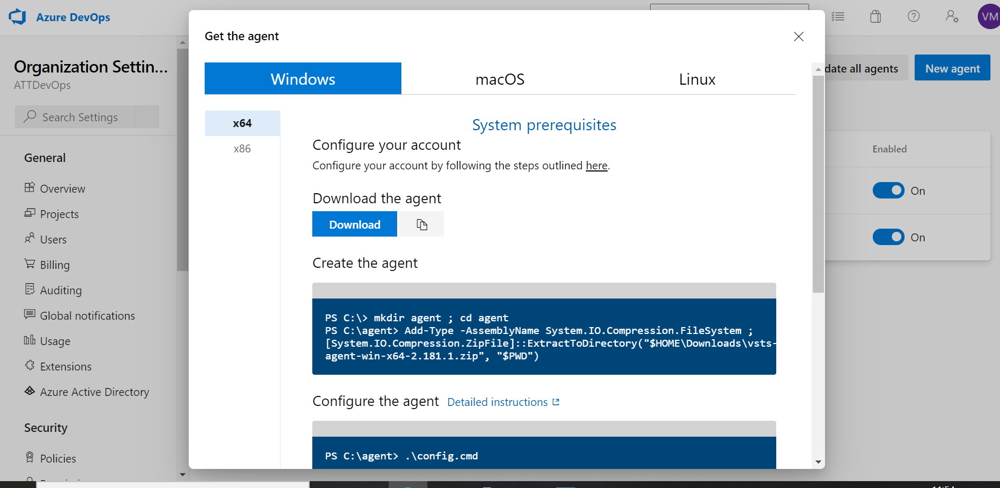 Azure DevOps
VM
Organization Settin...
ATTDevOps
Search Settings
General
Overview
Projects
Users
Billing
Auditing
Global notifications
Usage
Extensions
Azure Active Directory
Security
Policies
Get the agent
Windows
macOS
Linux
x64
x86
System prerequisites
Configure your account
Configure your account by following the steps outlined here.
Download the agent
Download
Create the agent
PS C:\> mkdir agent ; cd agent
PS C:\agent> Add-Type -AssemblyName System.IO.Compression.FileSystem ;
[System.IO.Compression.ZipFile]::ExtractToDirectory("$HOME\Downloads\vsts-
agent-win-x64-2.181.1.zip", "$PWD")
Configure the agent Detailed instructions
PS C:\agent> .\config.cmd
date all agents
New agent
Enabled
On
On